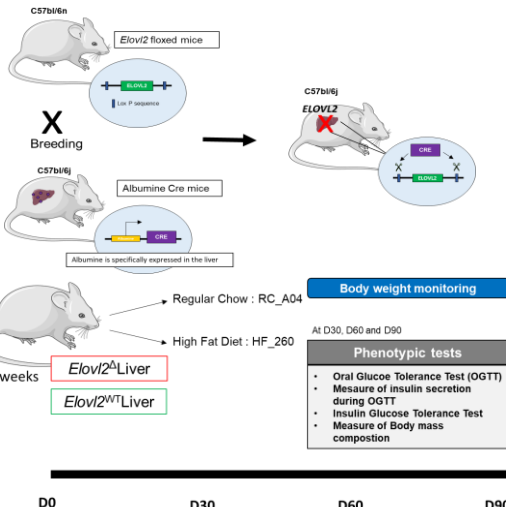 C57bl/6n
Elovl2 floxed mice
ELOVL2
Lox P sequence
X
Breeding
C57bl/6j
Albumine Cre mice
CRE
Albumine is specifically expressed in the liver
C57bl/6j
ELOVL2
CRE
ELOVL2
Regular Chow : RC_A04
High Fat Diet : HF_260
weeks
Elovl2ΔLiver
Elovl2WTLiver
Body weight monitoring
At D30, D60 and D90
Phenotypic tests
• Oral Glucoe Tolerance Test (OGTT)
• Mesaure of insulin secretion
during OGTT
• Insulin Glucose Tolerance Test
• Measure of Body mass
compostion
D0
D30
D60
D90